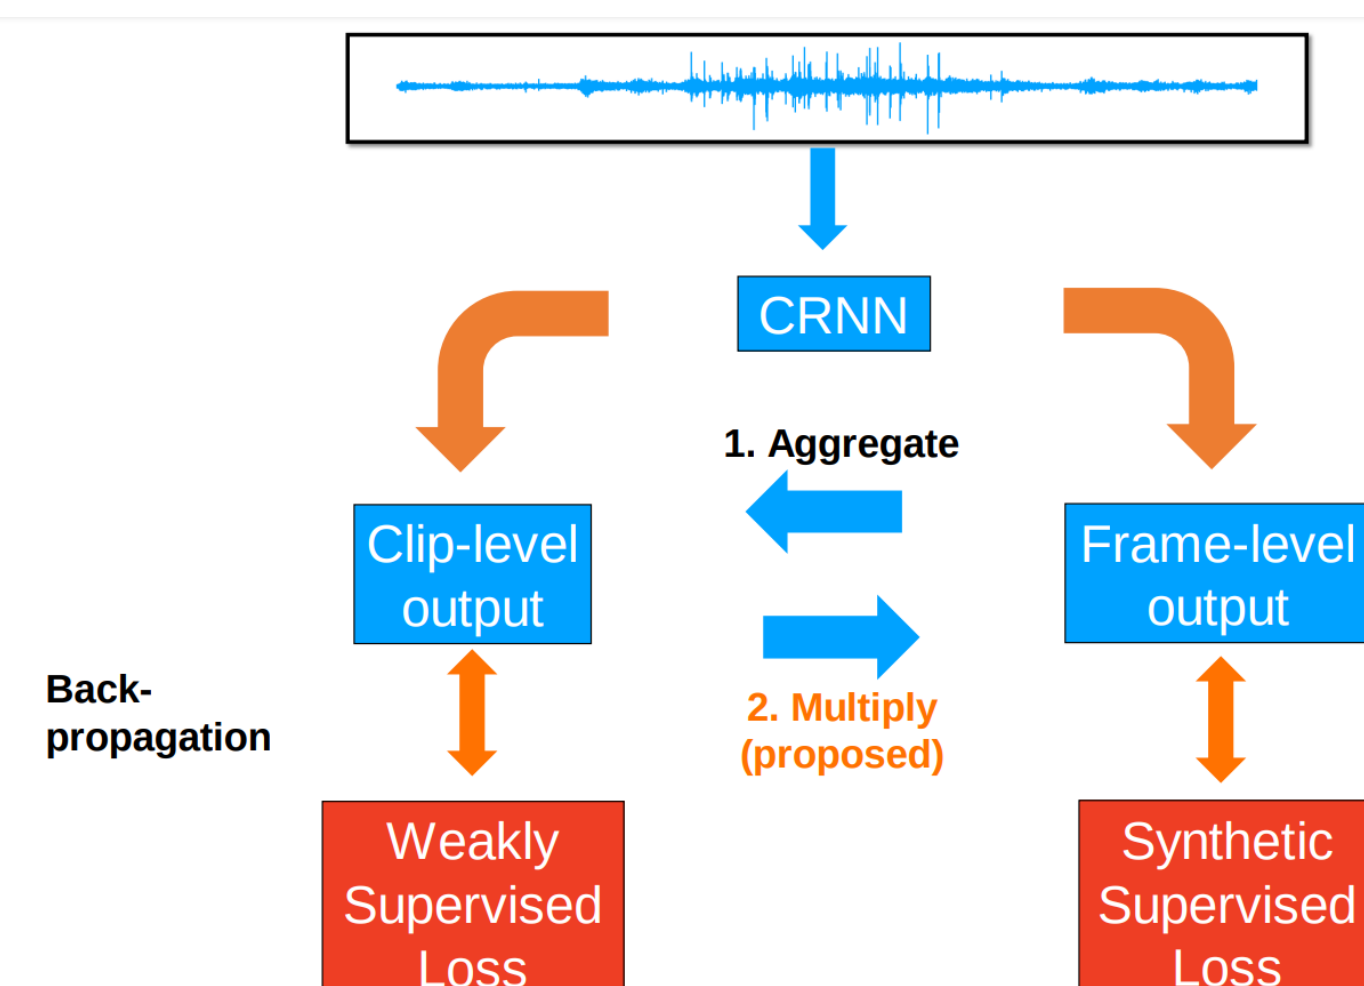 CRNN
1. Aggregate
Clip-level
output
Frame-level
output
2. Multiply
(proposed)
Back-
propagation
Weakly
Supervised
Loss
Synthetic
Supervised
Loss